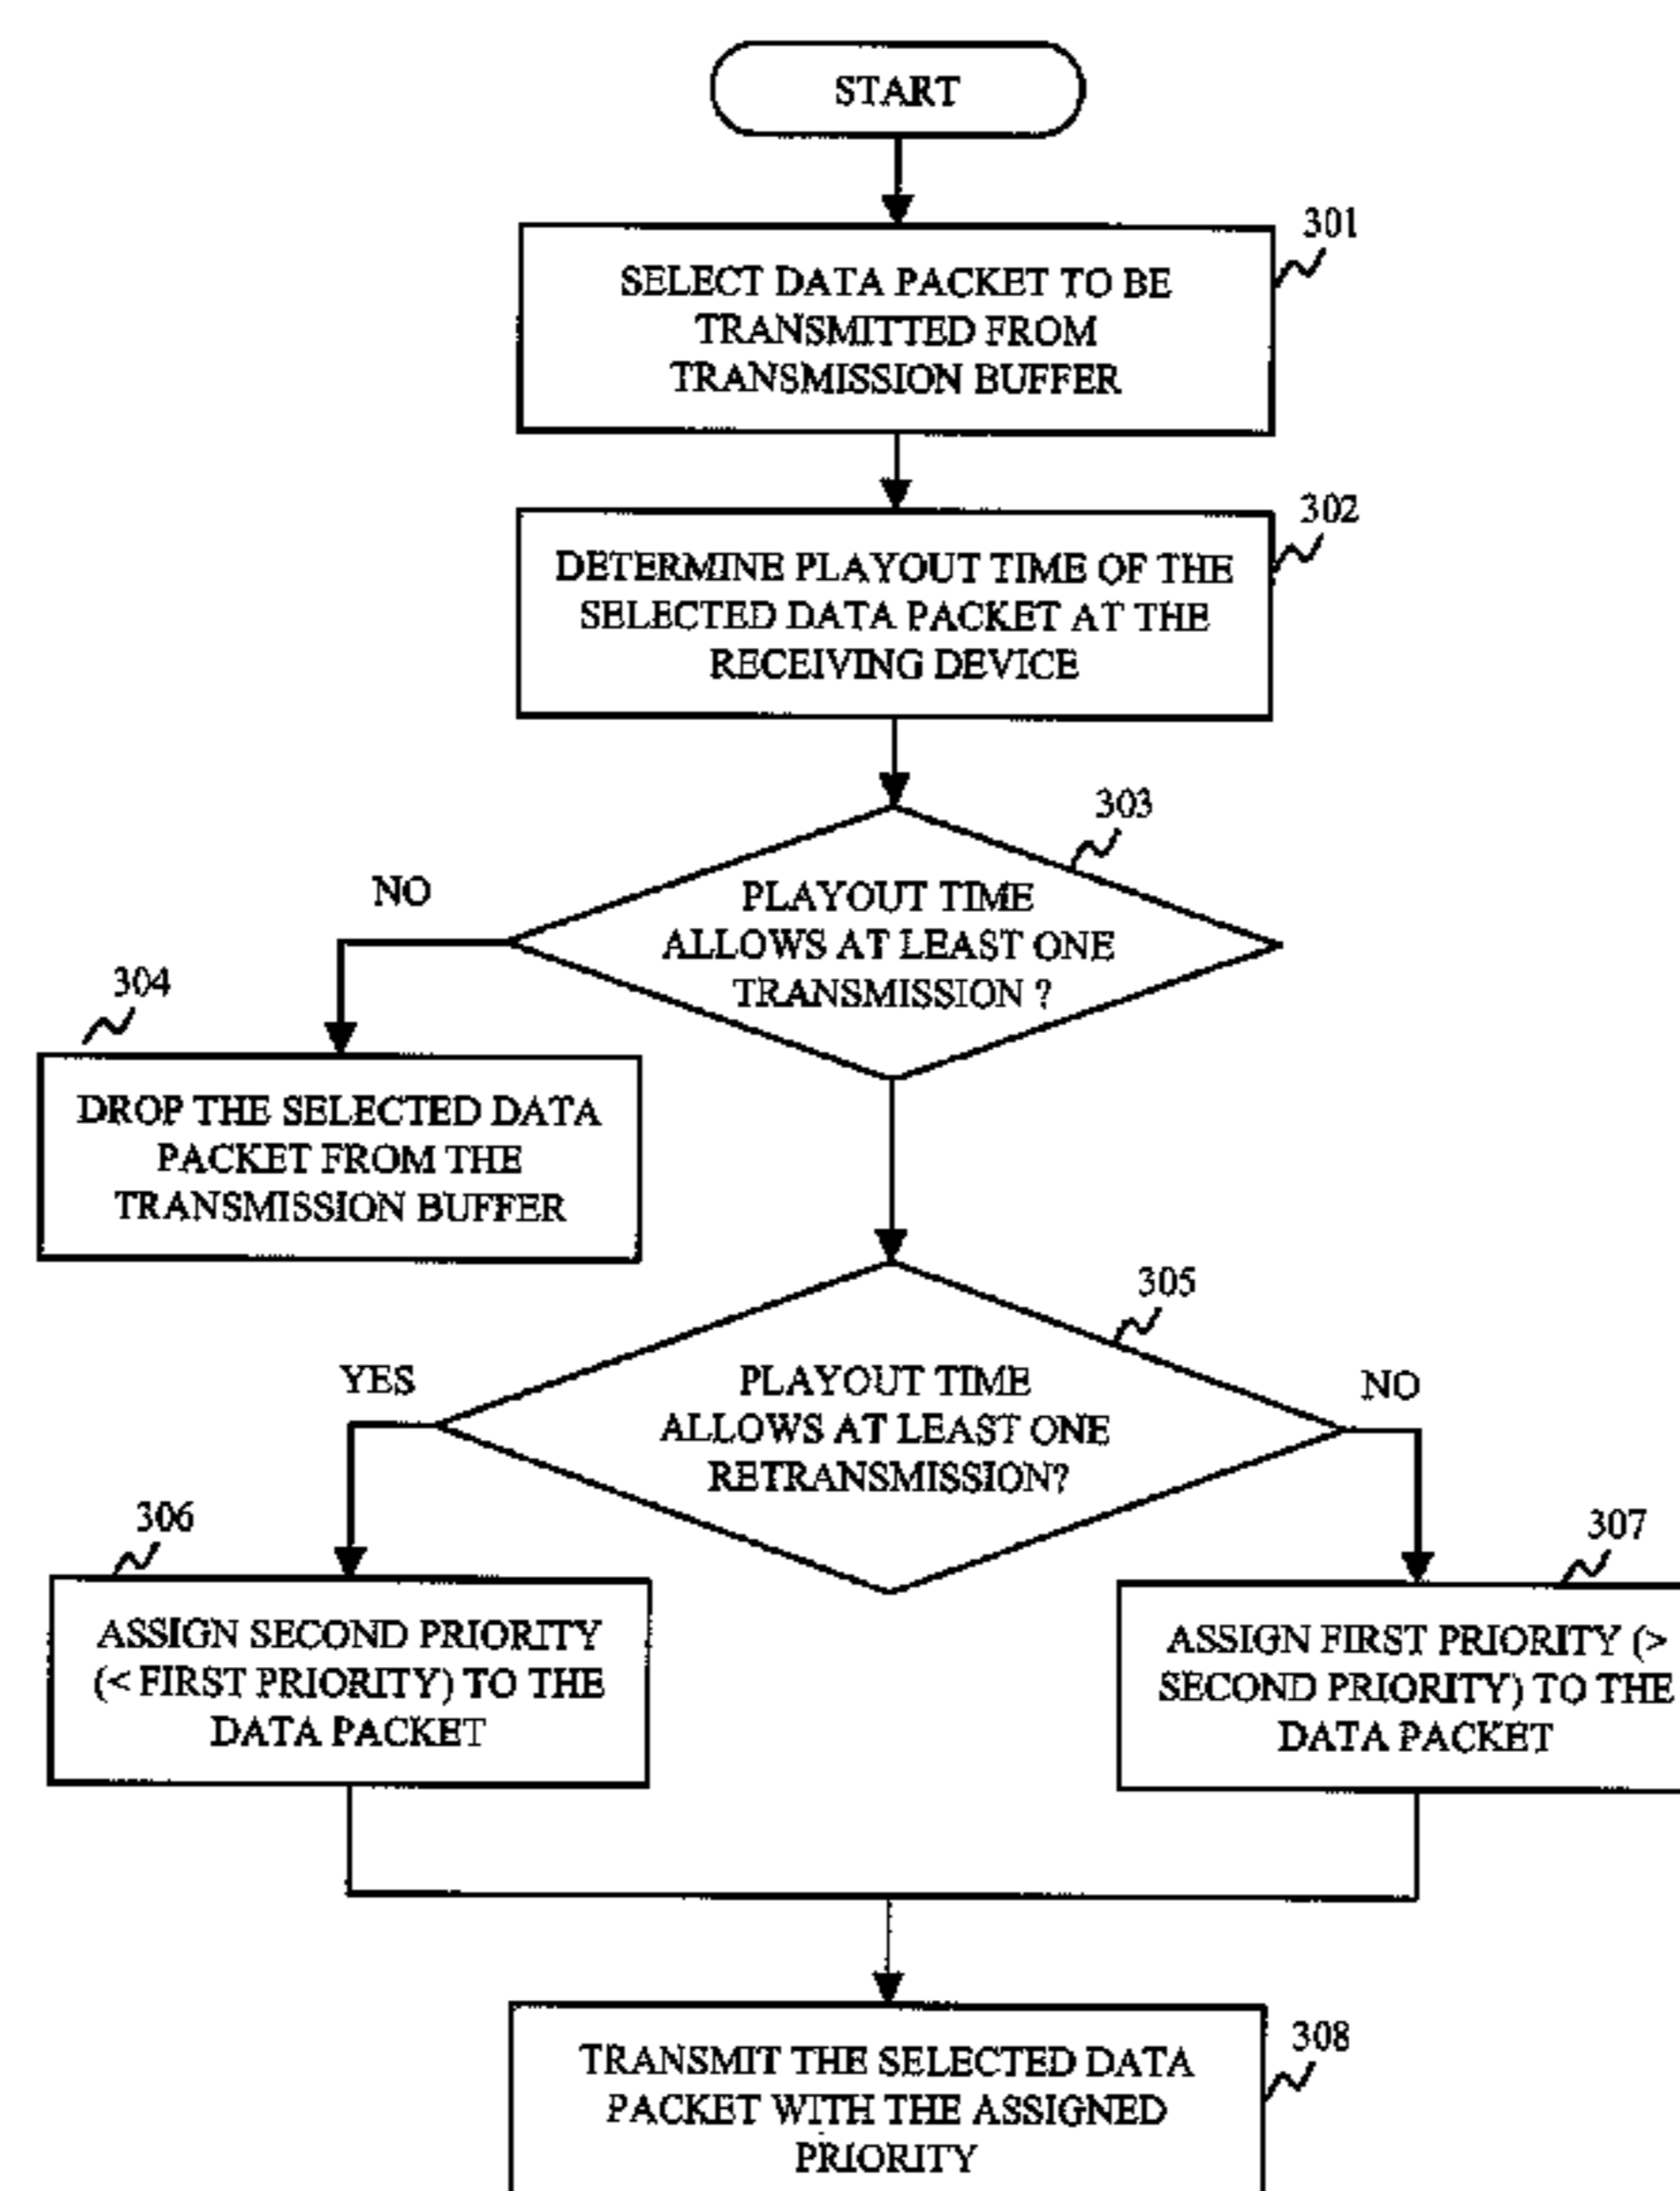 START
301
SELECT DATA PACKET TO BE
TRANSMITTED FROM
TRANSMISSION BUFFER
302
DETERMINE PLAYOUT TIME OF THE
SELECTED DATA PACKET AT THE
RECEIVING DEVICE
303
NO
PLAYOUT TIME
ALLOWS AT LEAST ONE
TRANSMISSION ?
304
DROP THE SELECTED DATA
PACKET FROM THE
TRANSMISSION BUFFER
305
YES
PLAYOUT TIME
ALLOWS AT LEAST ONE
RETRANSMISSION?
NO
306
ASSIGN SECOND PRIORITY
(< FIRST PRIORITY) TO THE
DATA PACKET
307
ASSIGN FIRST PRIORITY (>
SECOND PRIORITY) TO THE
DATA PACKET
308
TRANSMIT THE SELECTED DATA
PACKET WITH THE ASSIGNED
PRIORITY